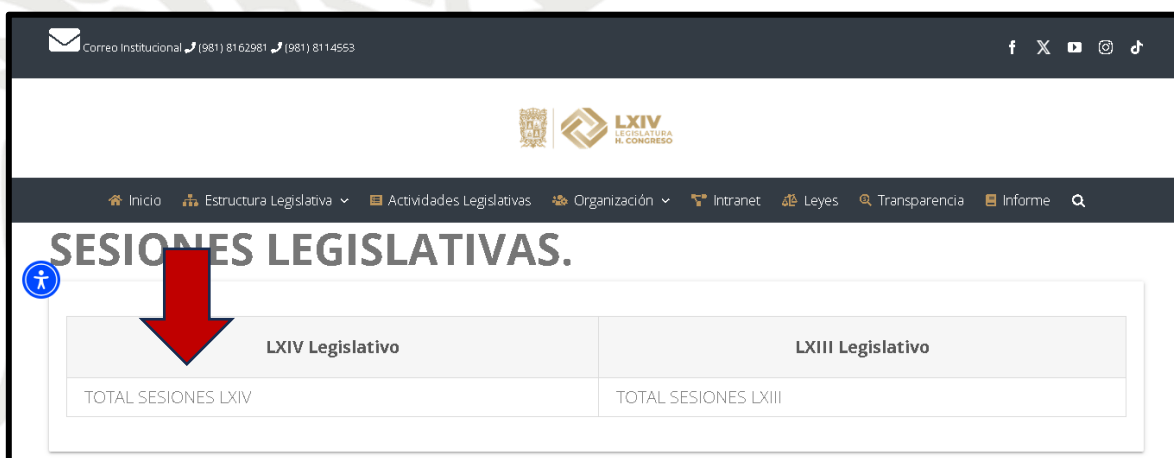 Correo Institucional (981) 8162981 (981) 8114553
LXIV
LEGISLATURA
H. CONGRESO
Inicio Estructura Legislativa Actividades Legislativas Organización Intranet Leyes Transparencia Informe
SESIONES LEGISLATIVAS.
LXIV Legislativo LXIII Legislativo
TOTAL SESIONES LXIV TOTAL SESIONES LXIII